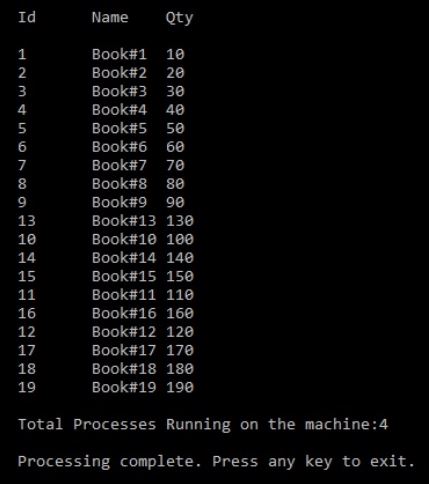 Id Name Qty
1 Book#1 10
2 Book#2 20
3 Book#3 30
4 Book#4 40
5 Book#5 50
6 Book#6 60
7 Book#7 70
8 Book#8 80
9 Book#9 90
13 Book#13 130
10 Book#10 100
14 Book#14 140
15 Book#15 150
11 Book#11 110
16 Book#16 160
12 Book#12 120
17 Book#17 170
18 Book#18 180
19 Book#19 190
Total Processes Running on the machine:4
Processing complete. Press any key to exit.